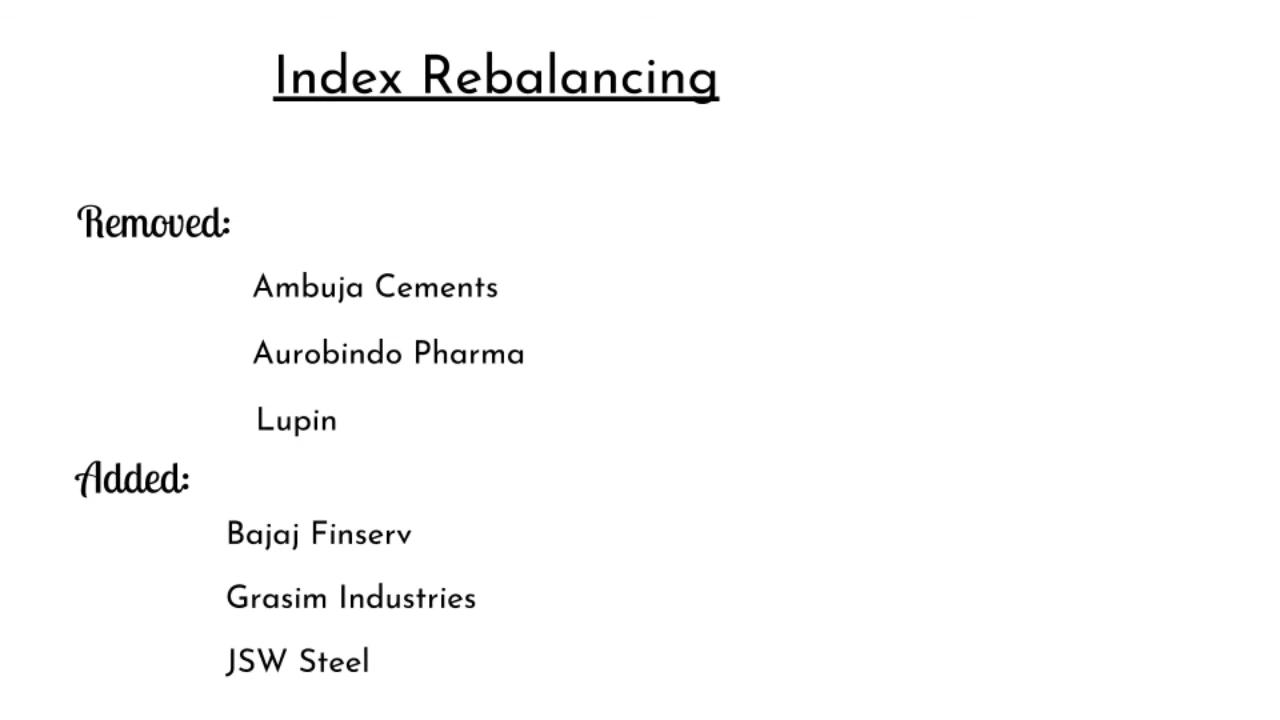 Index Rebalancing
Removed:
Ambuja Cements
Aurobindo Pharma
Lupin
Added:
Bajaj Finserv
Grasim Industries
JSW Steel